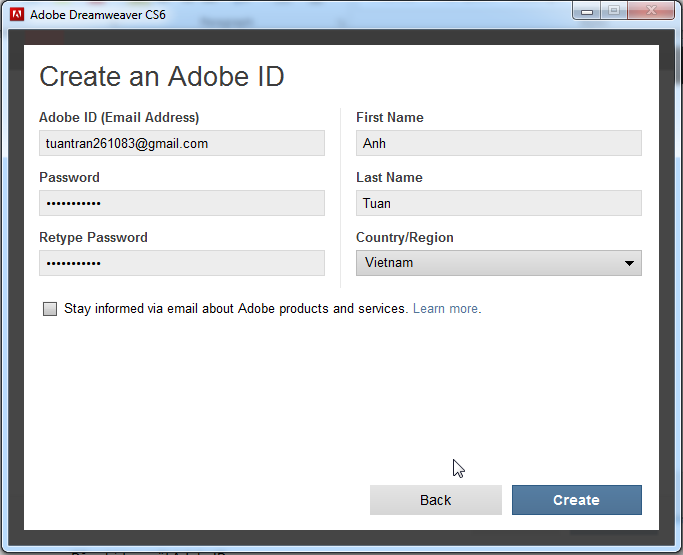 Adobe Dreamweaver CS6
Create an Adobe ID
Adobe ID (Email Address)
tuantran261083@gmail.com
Password
•••••••••••
Retype Password
•••••••••••
First Name
Anh
Last Name
Tuan
Country/Region
Vietnam
Stay informed via email about Adobe products and services. Learn more.
Back
Create